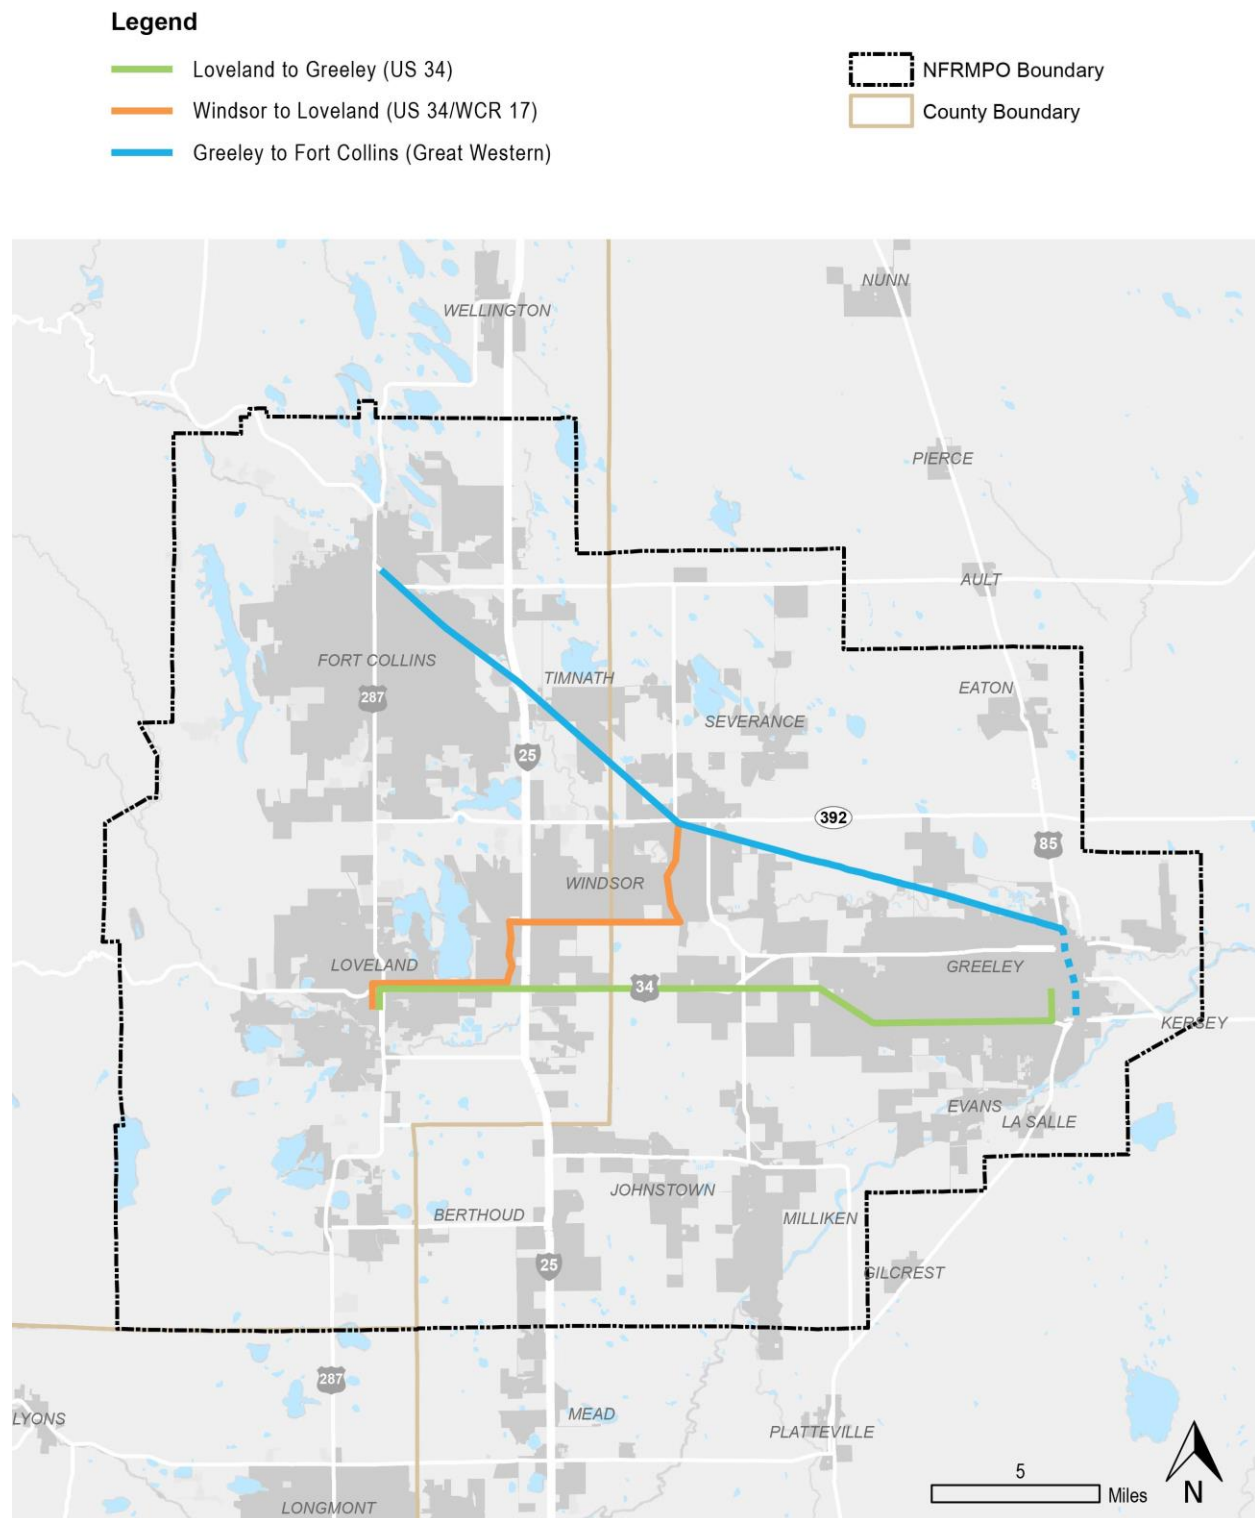 Legend
Loveland to Greeley (US 34)
Windsor to Loveland (US 34/WCR 17)
Greeley to Fort Collins (Great Western)
NFRMPO Boundary
County Boundary
NUNN
WELLINGTON
PIERCE
AULT
FORT COLLINS
TIMNATH
EATON
287
SEVERANCE
25
392
85
WINDSOR
LOVELAND
GREELEY
34
KERSEY
EVANS
LA SALLE
JOHNSTOWN
BERTHOUD
MILLIKEN
25
GILCREST
287
LYONS
MEAD
PLATTEVILLE
5
Miles
N
LONGMONT